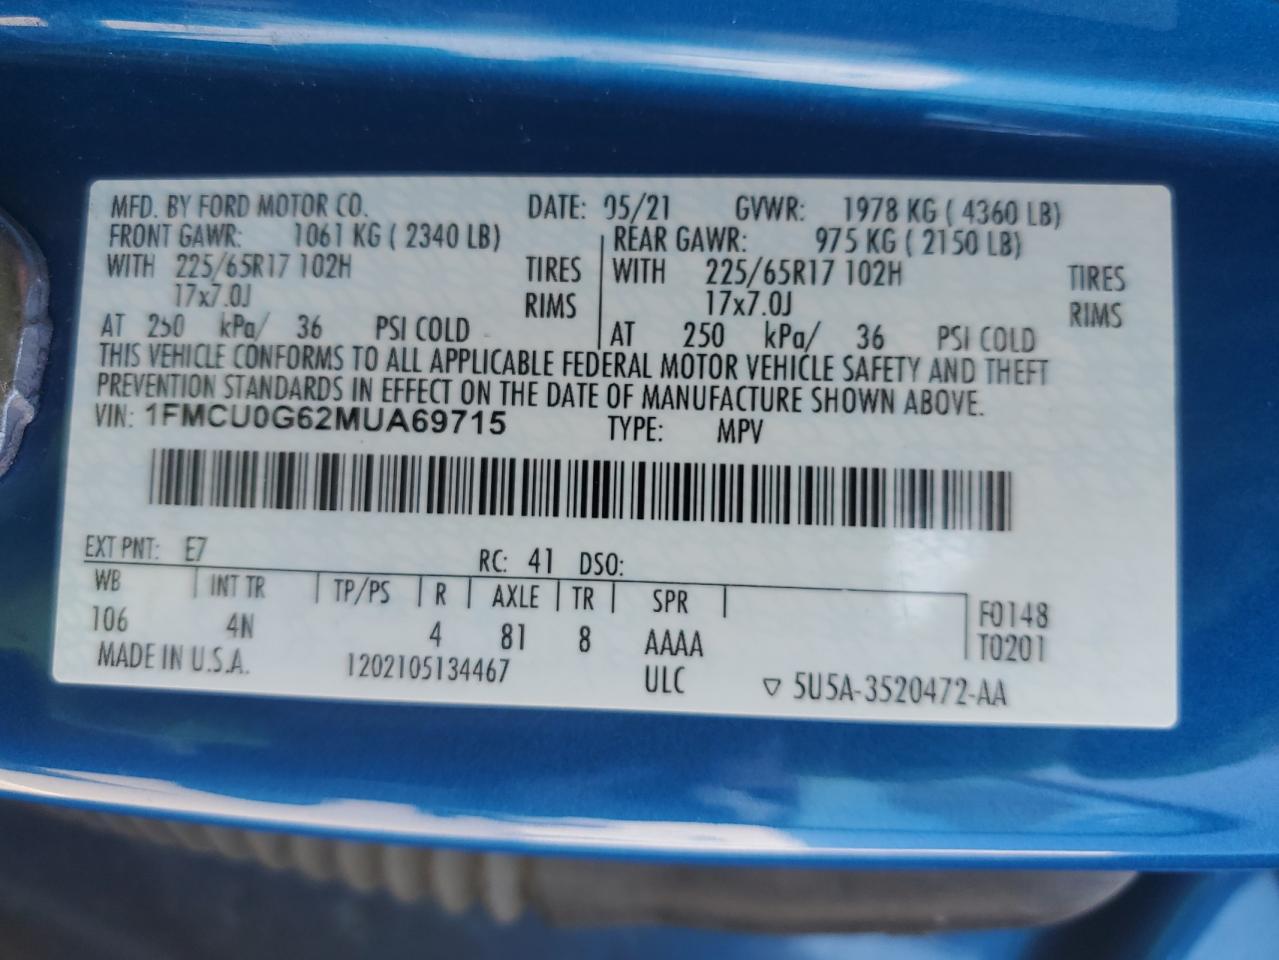 MFD. BY FORD MOTOR CO. DATE: 05/21 GVWR: 1978 KG ( 4360 LB)
FRONT GAWR: 1061 KG ( 2340 LB) REAR GAWR: 975 KG ( 2150 LB)
WITH 225/65R17 102H TIRES WITH 225/65R17 102H TIRES
17x7.0J RIMS 17x7.0J RIMS
AT 250 kPa/ 36 PSI COLD AT 250 kPa/ 36 PSI COLD
THIS VEHICLE CONFORMS TO ALL APPLICABLE FEDERAL MOTOR VEHICLE SAFETY AND THEFT
PREVENTION STANDARDS IN EFFECT ON THE DATE OF MANUFACTURE SHOWN ABOVE.
VIN: 1FMCU0G62MUA69715 TYPE: MPV
EXT PNT: E7 RC: 41 DSO:
WB INT TR TP/PS R AXLE TR SPR F0148
106 4N 4 81 8 AAAA T0201
MADE IN U.S.A. 1202105134467 ULC ▽ 5U5A-3520472-AA